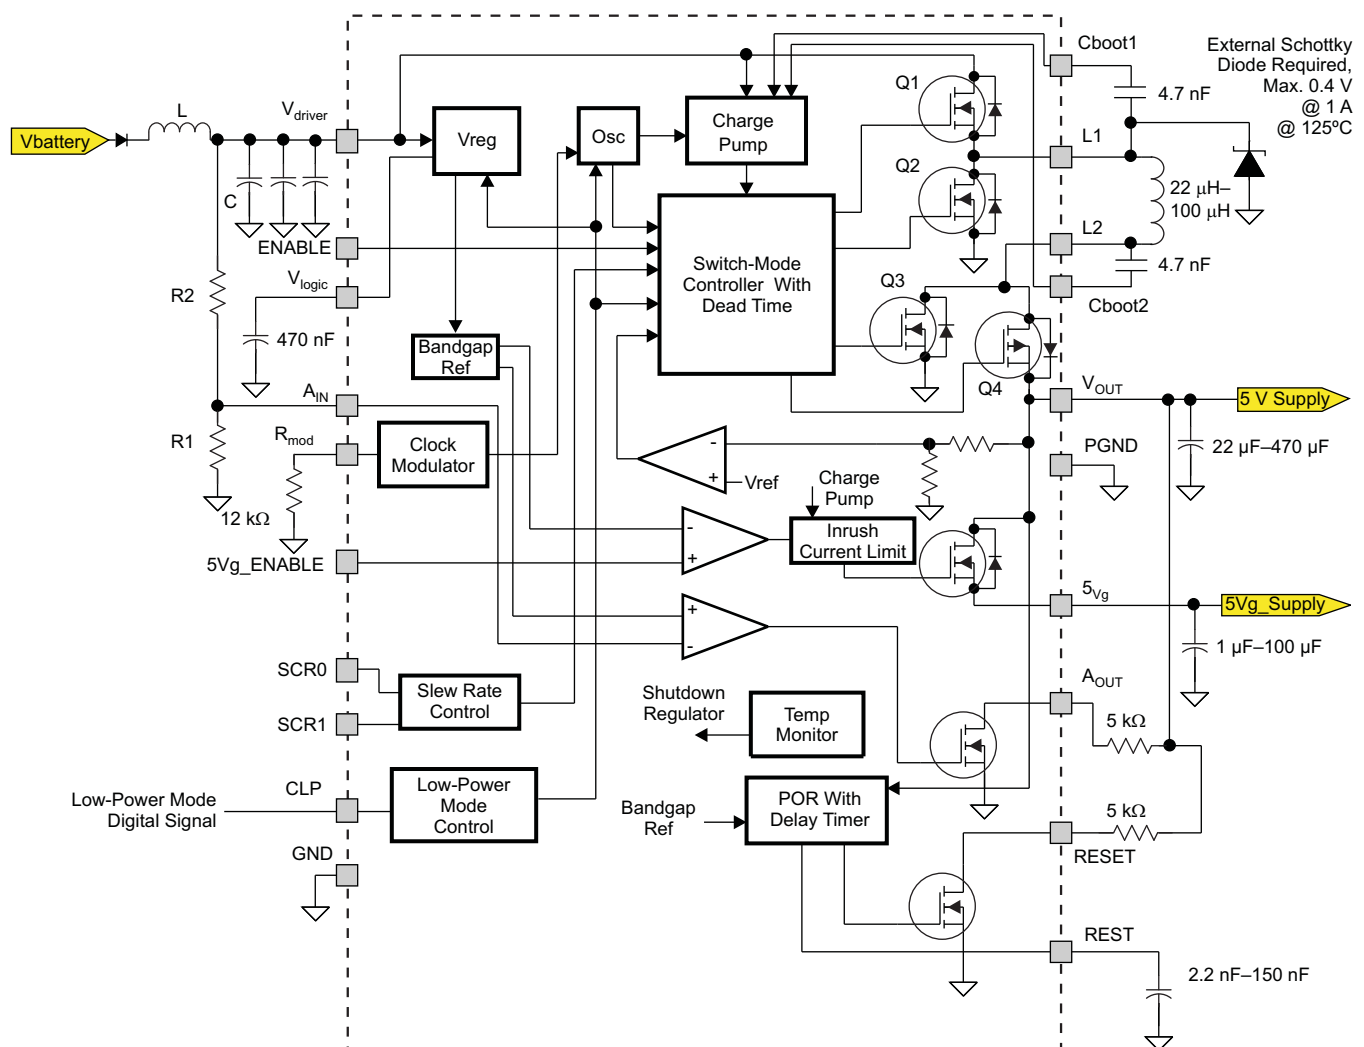 Cboot1
External Schottky
Diode Required,
Max. 0.4 V
@ 1 A
@ 125ºC
4.7 nF
L
Vdriver
Vbattery
Vreg
Osc
Charge
Pump
Q1
L1
Q2
22 µH–
100 µH
C
ENABLE
L2
4.7 nF
Cboot2
Switch-Mode
Controller With
Dead Time
Q3
Q4
Vlogic
R2
470 nF
Bandgap
Ref
AIN
VOUT
5 V Supply
R1
Rmod
Clock
Modulator
12 kΩ
-
+
Vref
PGND
22 µF–470 µF
Charge
Pump
Inrush
Current Limit
-
+
5Vg_ENABLE
5Vg
5Vg_Supply
+
-
1 µF–100 µF
SCR0
SCR1
Slew Rate
Control
Shutdown
Regulator
Temp
Monitor
AOUT
5 kΩ
CLP
Low-Power Mode
Digital Signal
Low-Power
Mode
Control
Bandgap
Ref
POR With
Delay Timer
5 kΩ
RESET
GND
REST
2.2 nF–150 nF